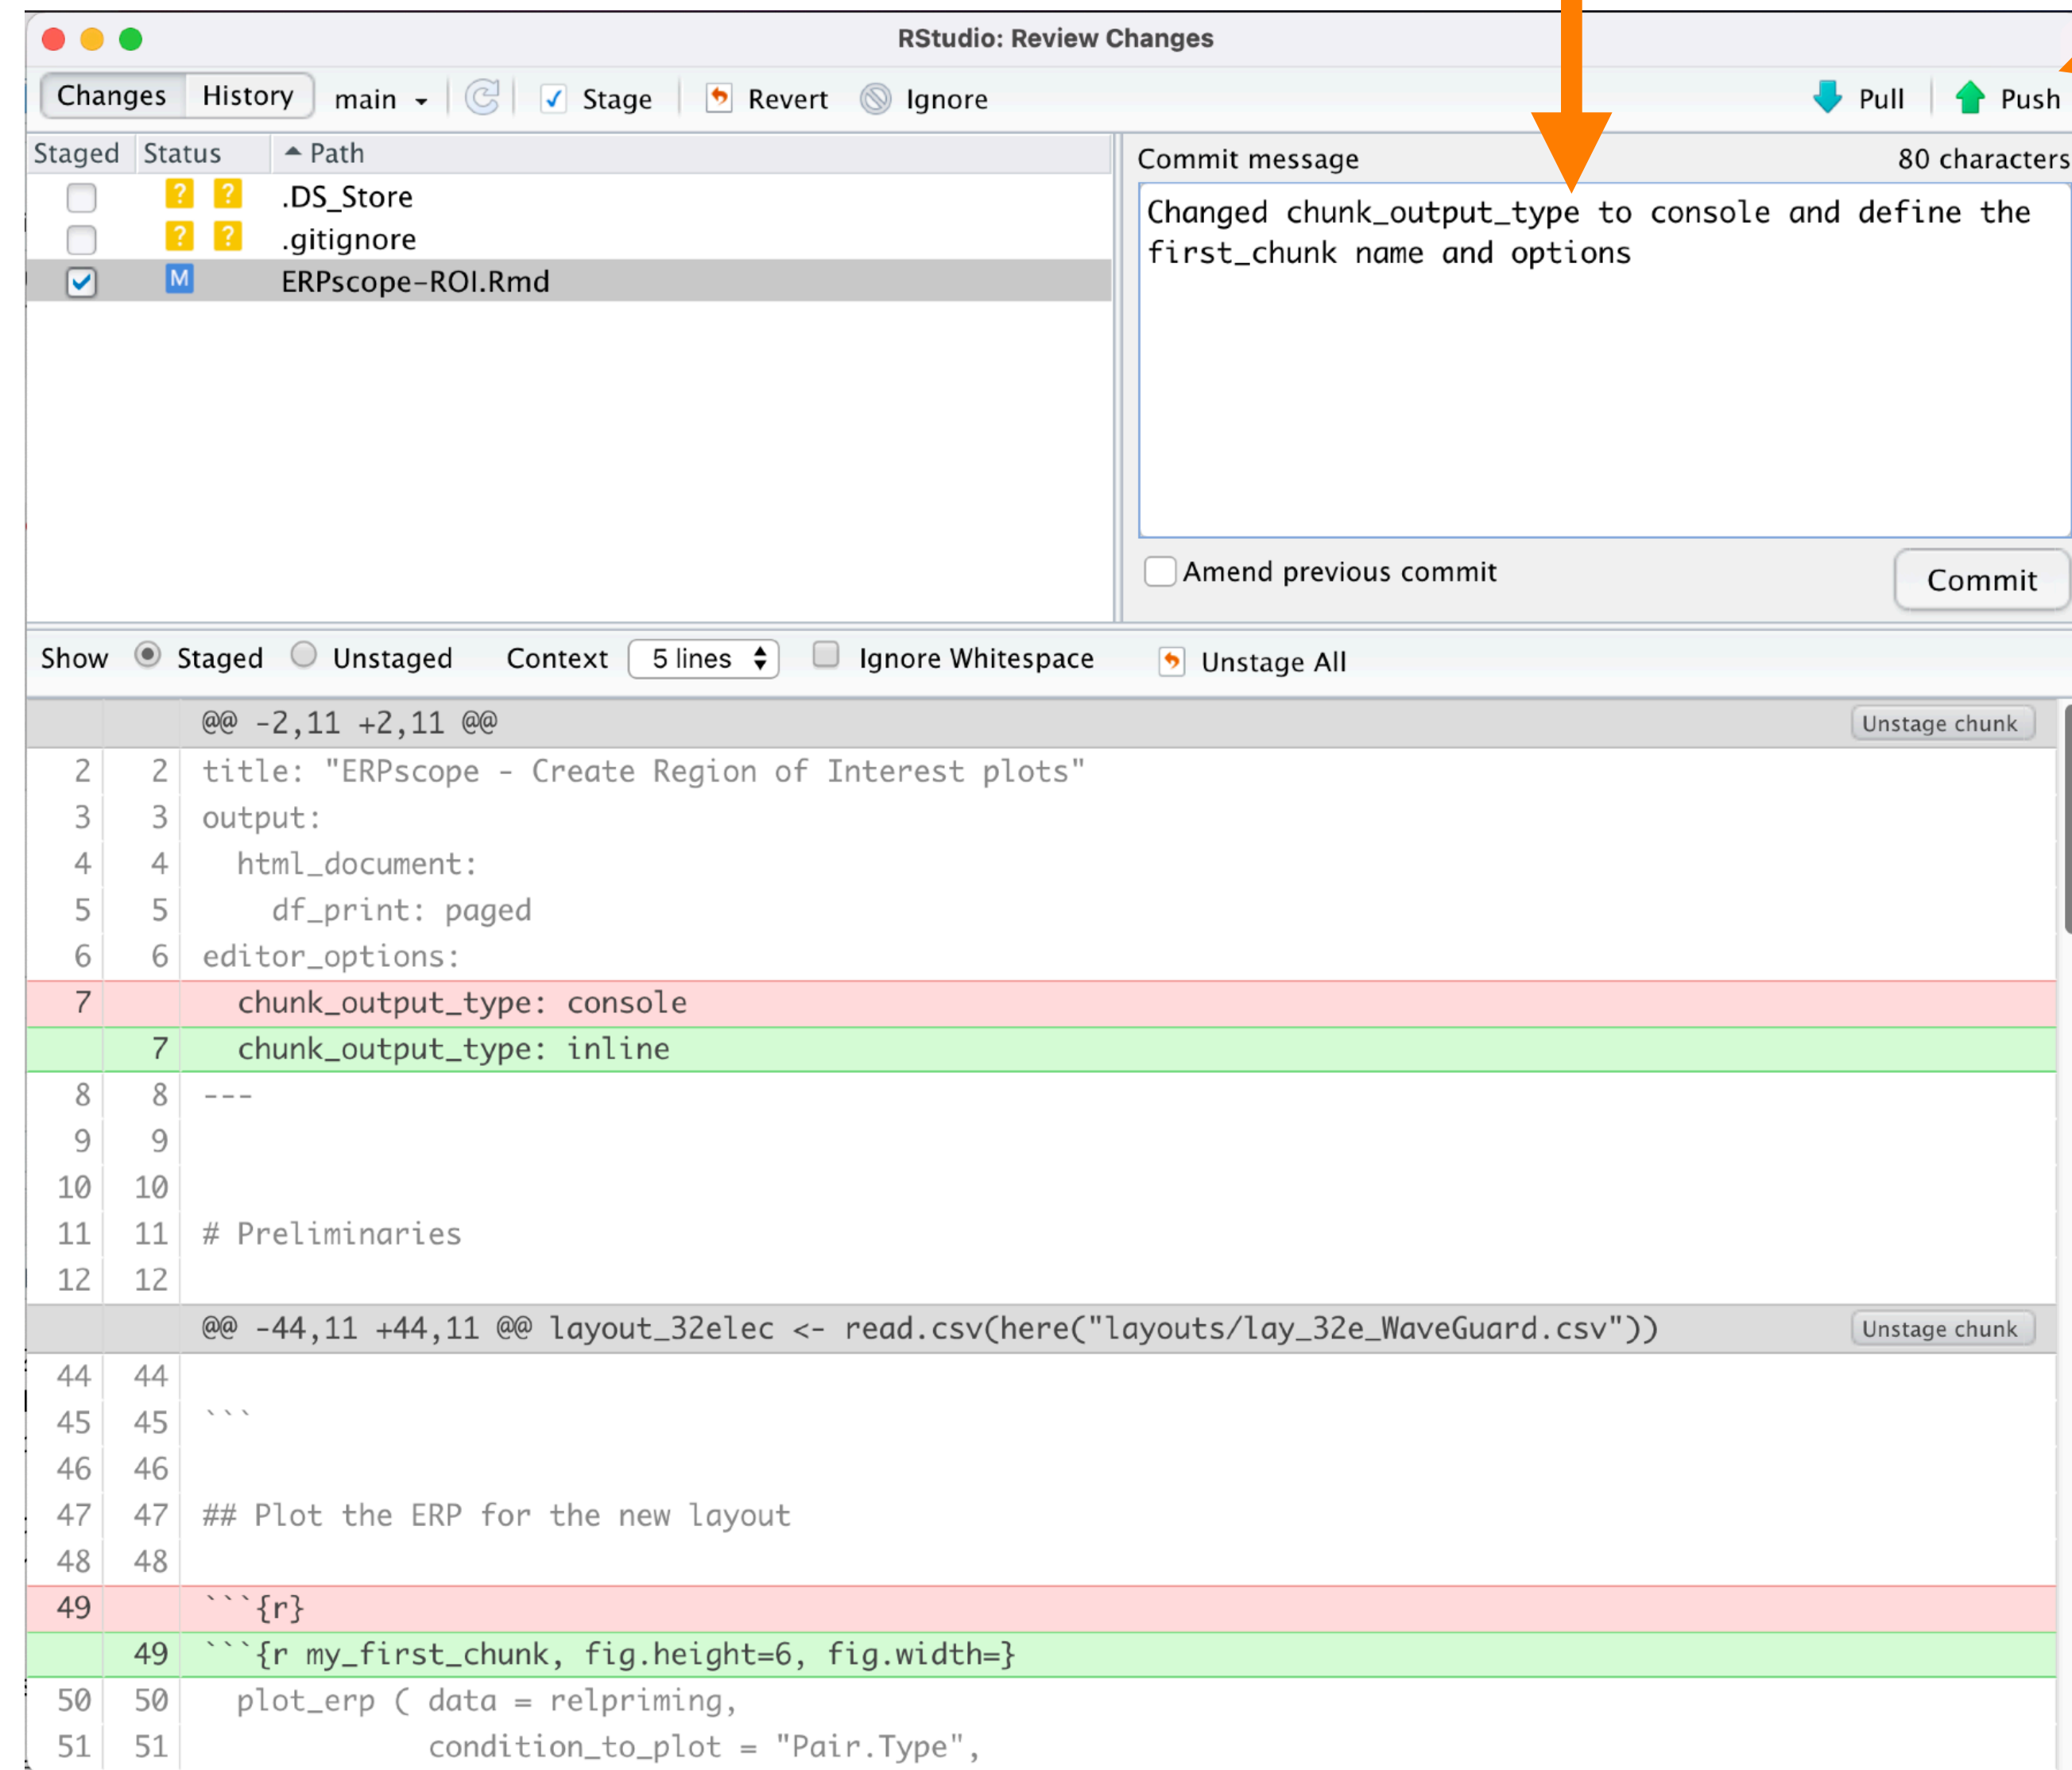 RStudio: Review Changes
Changes History main Stage Revert Ignore Pull Push
Staged Status Path
? ? .DS_Store
? ? .gitignore
M ERPscope-ROI.Rmd
Commit message 80 characters
Changed chunk_output_type to console and define the
first_chunk name and options
Amend previous commit Commit
Show Staged Unstaged Context 5 lines Ignore Whitespace Unstage All
@@ -2,11 +2,11 @@ Unstage chunk
2 2 title: "ERPscope - Create Region of Interest plots"
3 3 output:
4 4 html_document:
5 5 df_print: paged
6 6 editor_options:
7 chunk_output_type: console
7 chunk_output_type: inline
8 8 ---
9 9
10 10
11 11 # Preliminaries
12 12
@@ -44,11 +44,11 @@ layout_32elec <- read.csv(here("layouts/lay_32e_WaveGuard.csv")) Unstage chunk
44 44
45 45 ```
46 46
47 47 ## Plot the ERP for the new layout
48 48
49 ```{r}
49 ```{r my_first_chunk, fig.height=6, fig.width=}
50 50 plot_erp ( data = relpriming,
51 51 condition_to_plot = "Pair.Type",